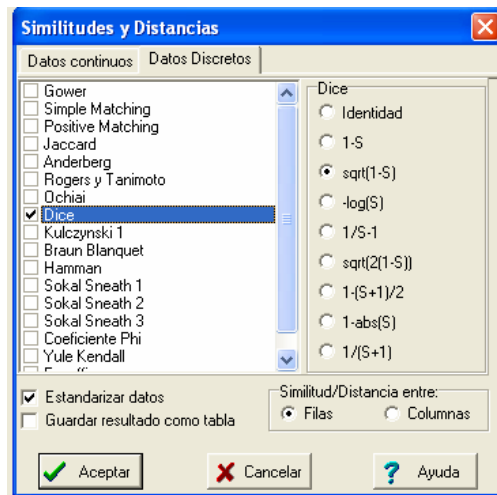 Similitudes y Distancias
Datos continuos Datos Discretos
Gower
Simple Matching
Positive Matching
Jaccard
Anderberg
Rogers y Tanimoto
Ochiai
Dice
Kulczynski 1
Braun Blanquet
Hamman
Sokal Sneath 1
Sokal Sneath 2
Sokal Sneath 3
Coeficiente Phi
Yule Kendall
Dice
Identidad
1-S
sqrt(1-S)
-log(S)
1/S-1
sqrt(2(1-S))
1-(S+1)/2
1-abs(S)
1/(S+1)
Estandarizar datos
Guardar resultado como tabla
Similitud/Distancia entre:
Filas Columnas
Aceptar Cancelar Ayuda